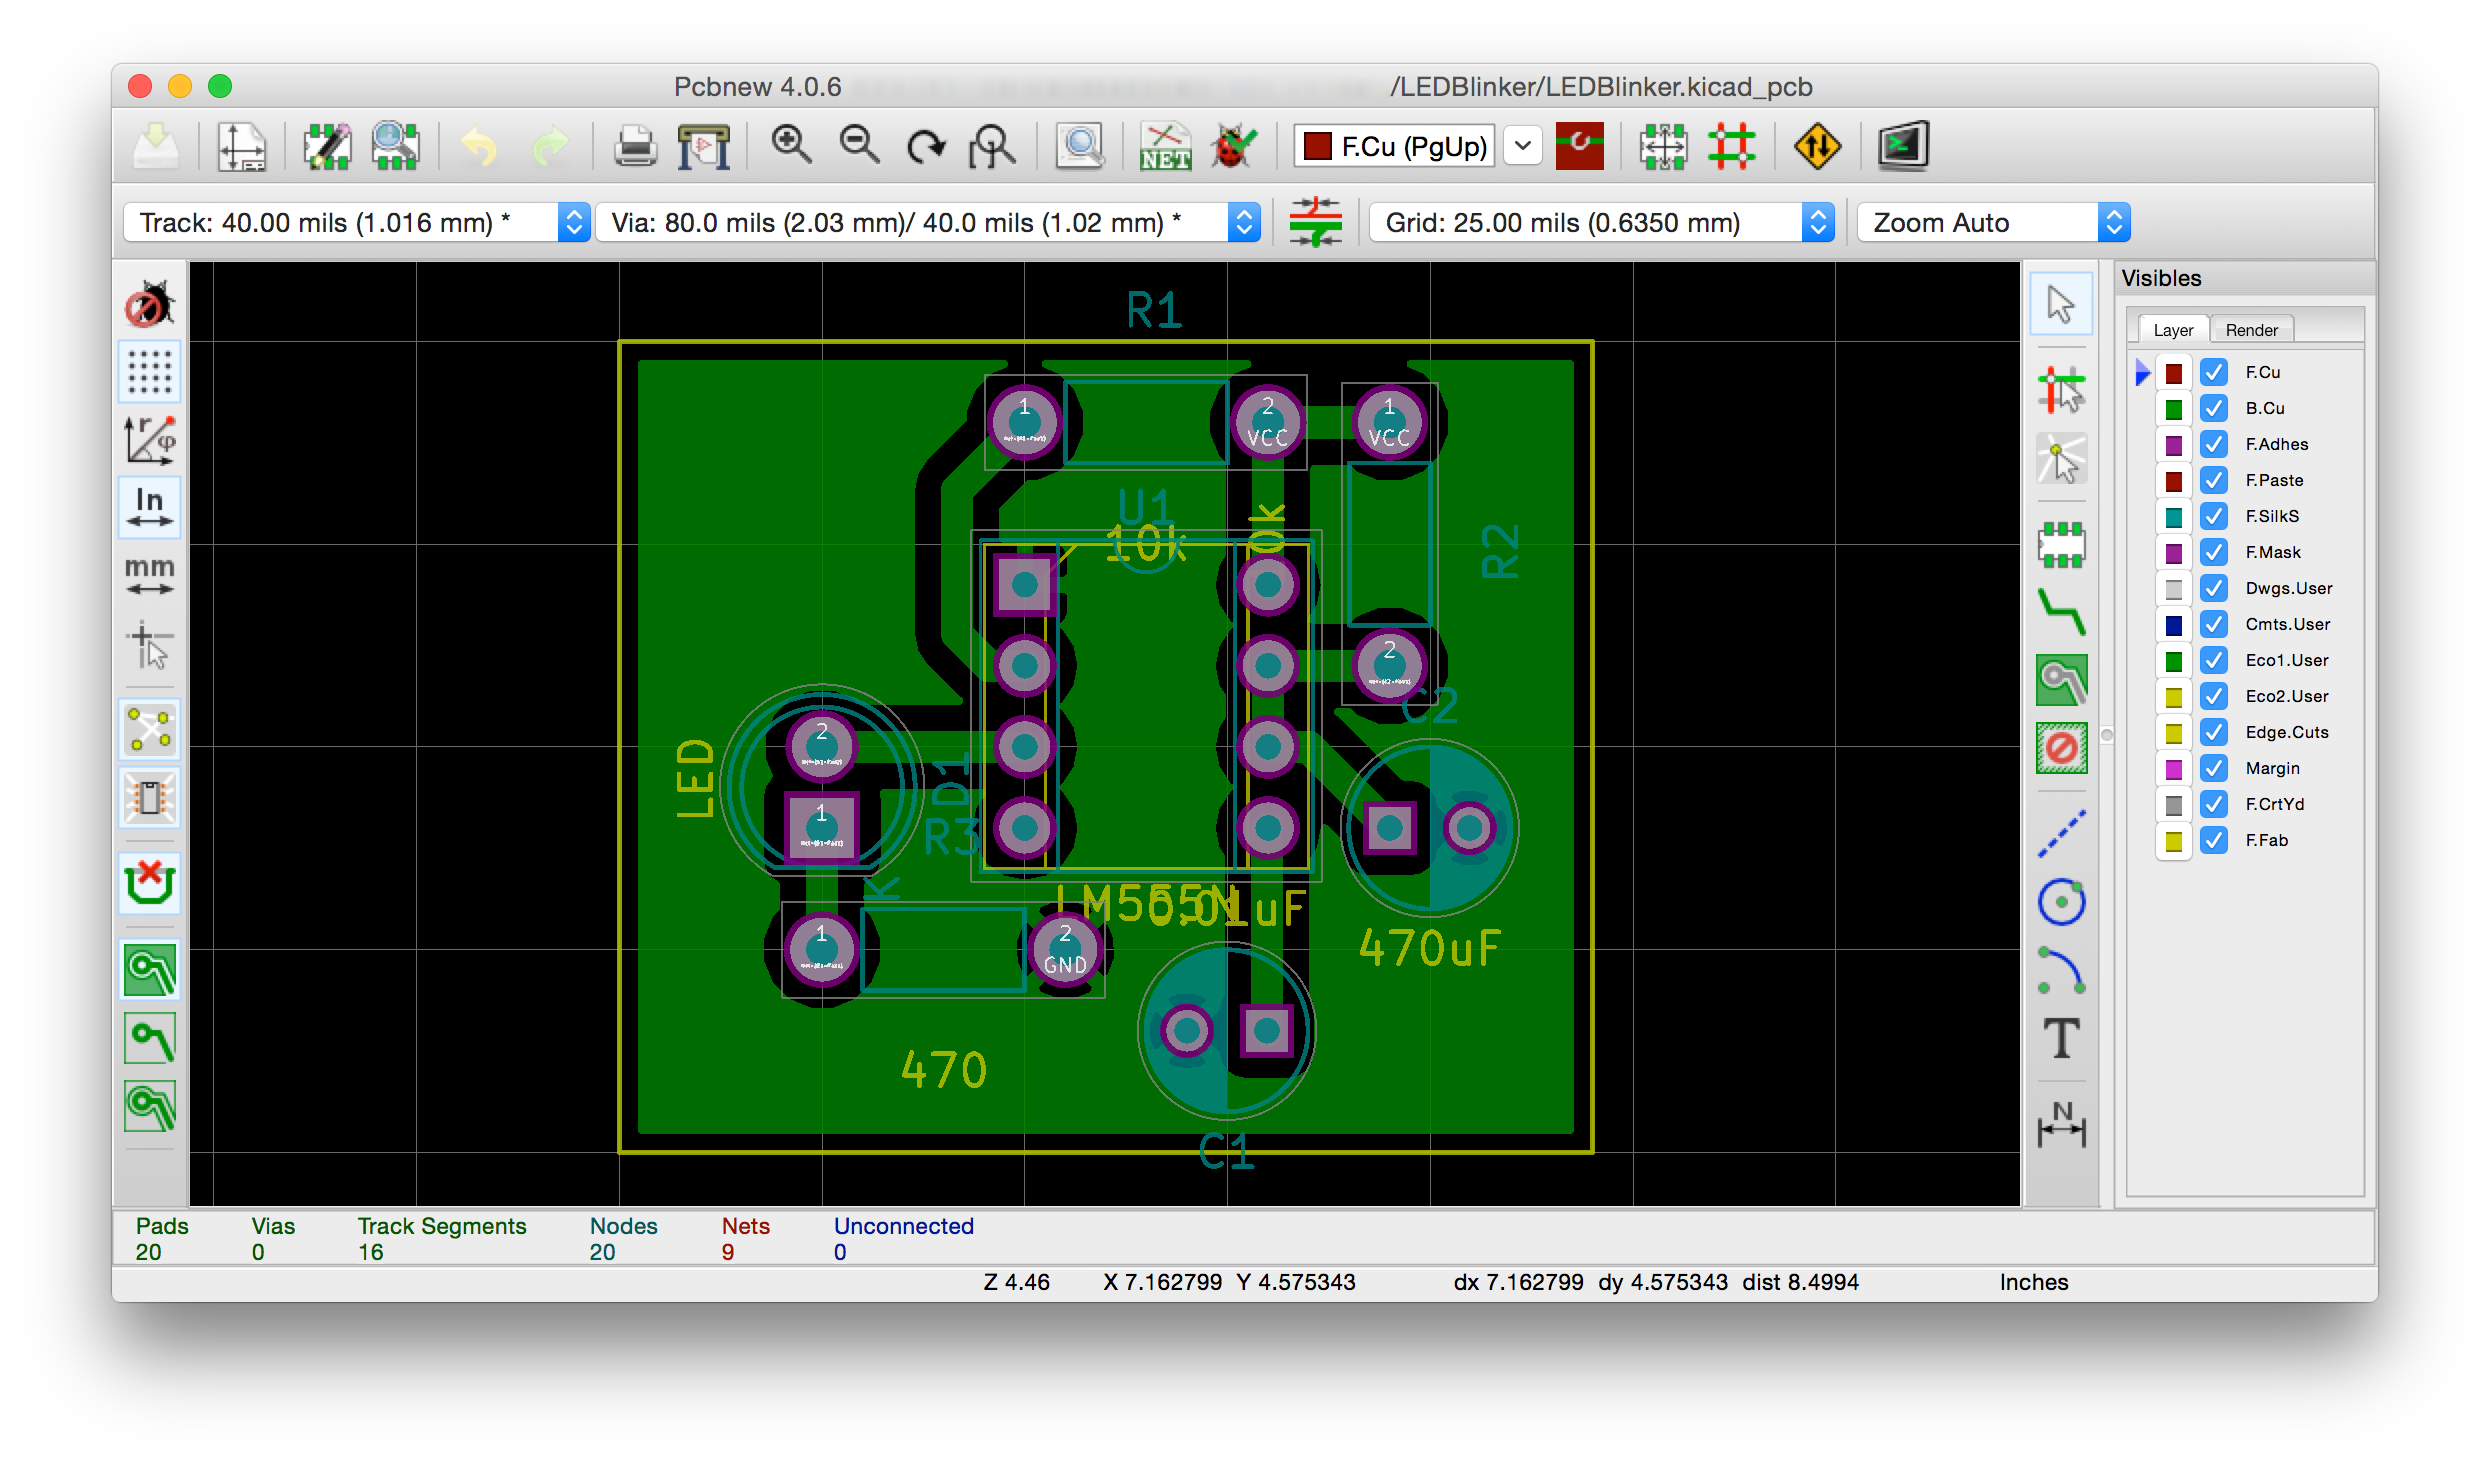 Pcbnew 4.0.6 /LEDBlinker/LEDBlinker.kicad_pcb
NET
F.Cu (PgUp)
Track: 40.00 mils (1.016 mm) *
Via: 80.0 mils (2.03 mm)/ 40.0 mils (1.02 mm) *
Grid: 25.00 mils (0.6350 mm)
Zoom Auto
r φ
In
mm
R1
1
2
VCC
1
VCC
U1
10k
R2
2
C2
LED
2
D1
1
R3
K
LM555N
0.01uF
470uF
1
2
GND
470
C1
T
N
Visibles
Layer Render
F.Cu
B.Cu
F.Adhes
F.Paste
F.SilkS
F.Mask
Dwgs.User
Cmts.User
Eco1.User
Eco2.User
Edge.Cuts
Margin
F.CrtYd
F.Fab
Pads Vias Track Segments Nodes Nets Unconnected
20 0 16 20 9 0
Z 4.46 X 7.162799 Y 4.575343 dx 7.162799 dy 4.575343 dist 8.4994 Inches